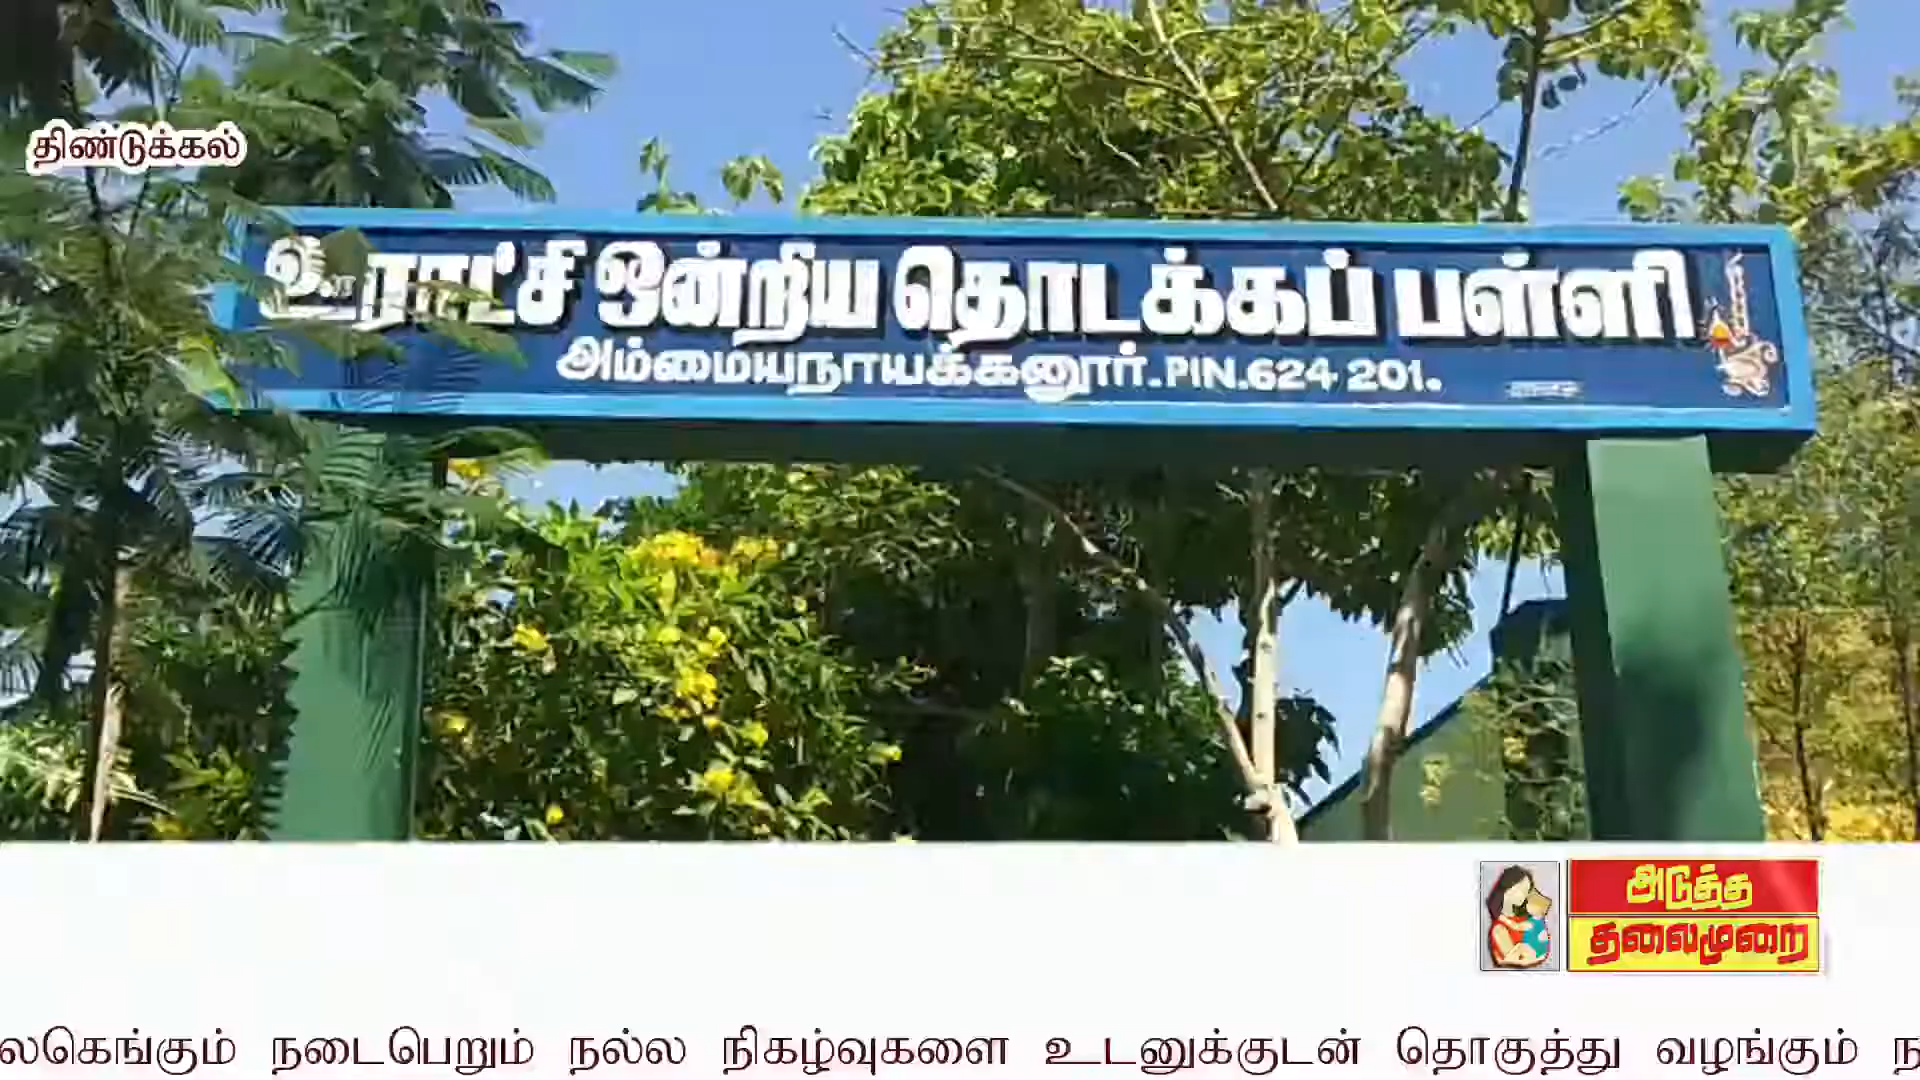 திண்டுக்கல்
ஊராட்சி ஒன்றிய தொடக்கப் பள்ளி
அம்மையநாயக்கனூர்.PIN.624 201.
அடுத்த
தலைமுறை
லகெங்கும் நடைபெறும் நல்ல நிகழ்வுகளை உடனுக்குடன் தொகுத்து வழங்கும் ந